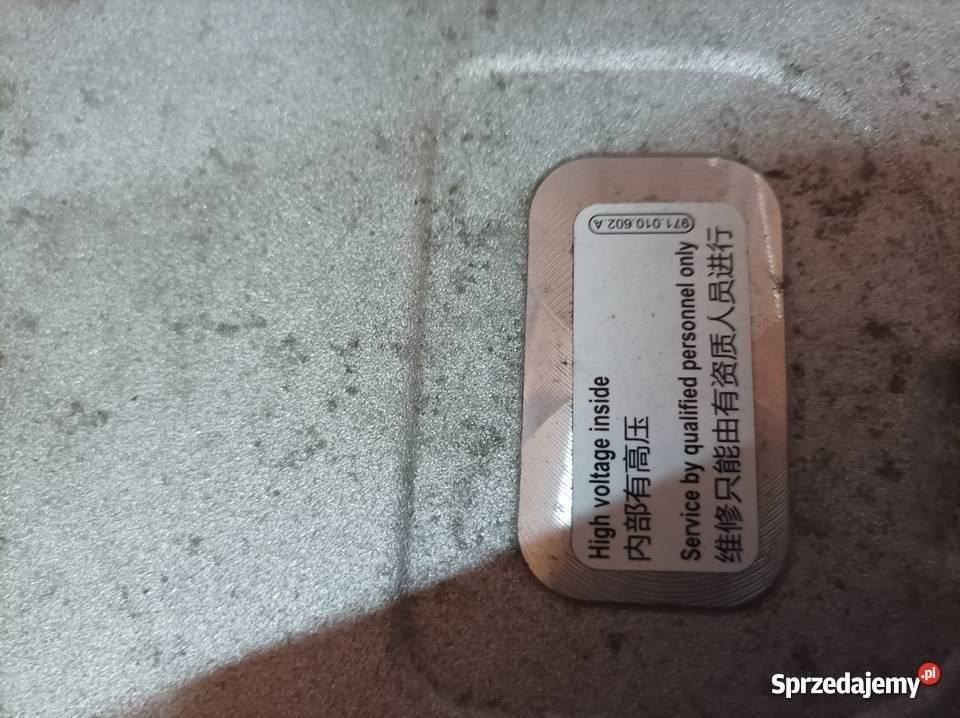 High voltage inside
内部有高压
Service by qualified personnel only
维修只能由有资质人员进行
971.010.602.A
Sprzedajemy.pl